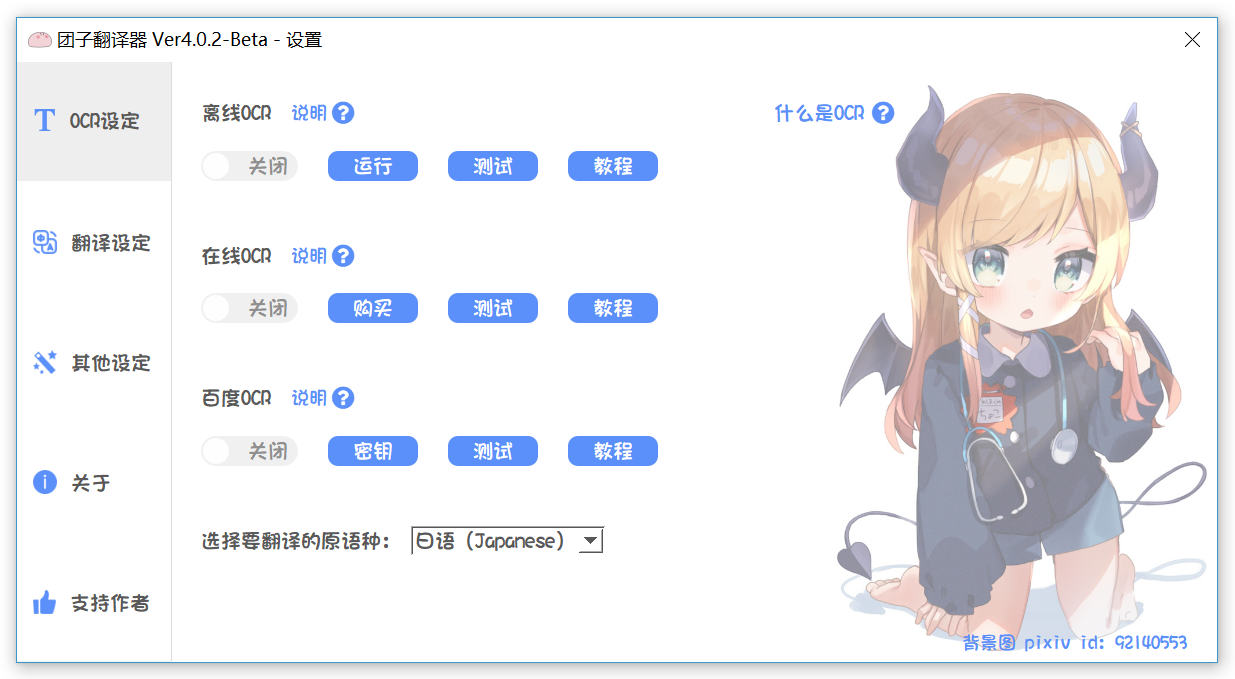 团子翻译器 Ver4.0.2-Beta - 设置
OCR设定
翻译设定
其他设定
关于
支持作者
离线OCR 说明 ?
什么是OCR ?
关闭 运行 测试 教程
在线OCR 说明 ?
关闭 购买 测试 教程
百度OCR 说明 ?
关闭 密钥 测试 教程
选择要翻译的原语种： 日语（Japanese）
背景图 pixiv id: 92140553